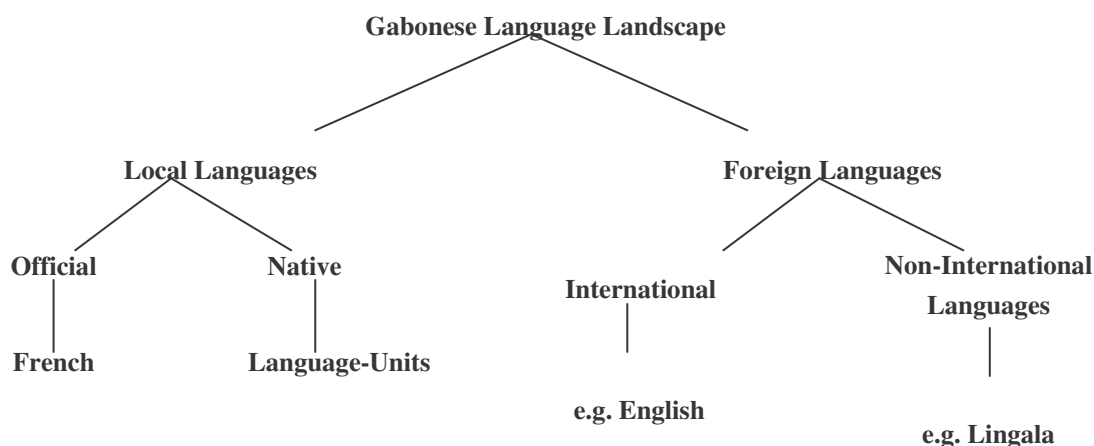 Gabonese Language Landscape
Local Languages
Foreign Languages
Official
Native
International
Non-International
Languages
French
Language-Units
e.g. English
e.g. Lingala